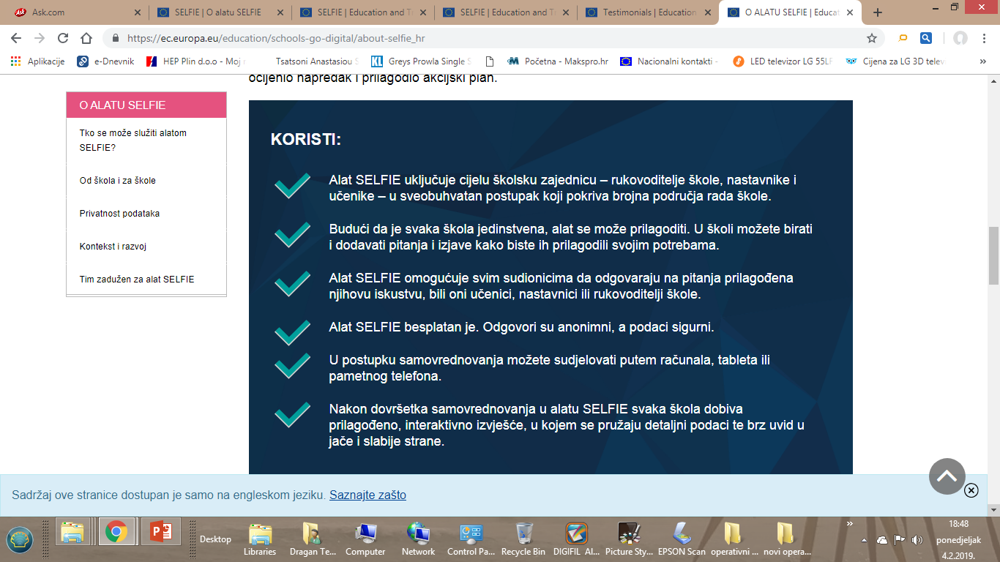 Ask.com
SELFIE | O alatu SELFIE
SELFIE | Education and Tr
SELFIE | Education and Tr
Testimonials | Education
O ALATU SELFIE | Educat
https://ec.europa.eu/education/schools-go-digital/about-selfie_hr
Aplikacije
e-Dnevnik
HEP Plin d.o.o - Moj r
Tsatsoni Anastasiou S
Greys Prowla Single S
Početna - Makspro.hr
Nacionalni kontakti -
LED televizor LG 55LF
Cijena za LG 3D telev
»
ocijenio napredak i prilagodio akcijski plan.
O ALATU SELFIE
Tko se može služiti alatom
SELFIE?
Od škola i za škole
Privatnost podataka
Kontekst i razvoj
Tim zadužen za alat SELFIE
KORISTI:
Alat SELFIE uključuje cijelu školsku zajednicu – rukovoditelje škole, nastavnike i
učenike – u sveobuhvatan postupak koji pokriva brojna područja rada škole.
Budući da je svaka škola jedinstvena, alat se može prilagoditi. U školi možete birati
i dodavati pitanja i izjave kako biste ih prilagodili svojim potrebama.
Alat SELFIE omogućuje svim sudionicima da odgovaraju na pitanja prilagođena
njihovu iskustvu, bili oni učenici, nastavnici ili rukovoditelji škole.
Alat SELFIE besplatan je. Odgovori su anonimni, a podaci sigurni.
U postupku samovrednovanja možete sudjelovati putem računala, tableta ili
pametnog telefona.
Nakon dovršetka samovrednovanja u alatu SELFIE svaka škola dobiva
prilagođeno, interaktivno izvješće, u kojem se pružaju detaljni podaci te brz uvid u
jače i slabije strane.
Sadržaj ove stranice dostupan je samo na engleskom jeziku. Saznajte zašto
Desktop
Libraries
Dragan Te...
Computer
Network
Control Pa...
Recycle Bin
DIGIFIL AI...
Picture Sty...
EPSON Scan
operativni ...
novi opera...
»
18:48
ponedjeljak
4.2.2019.